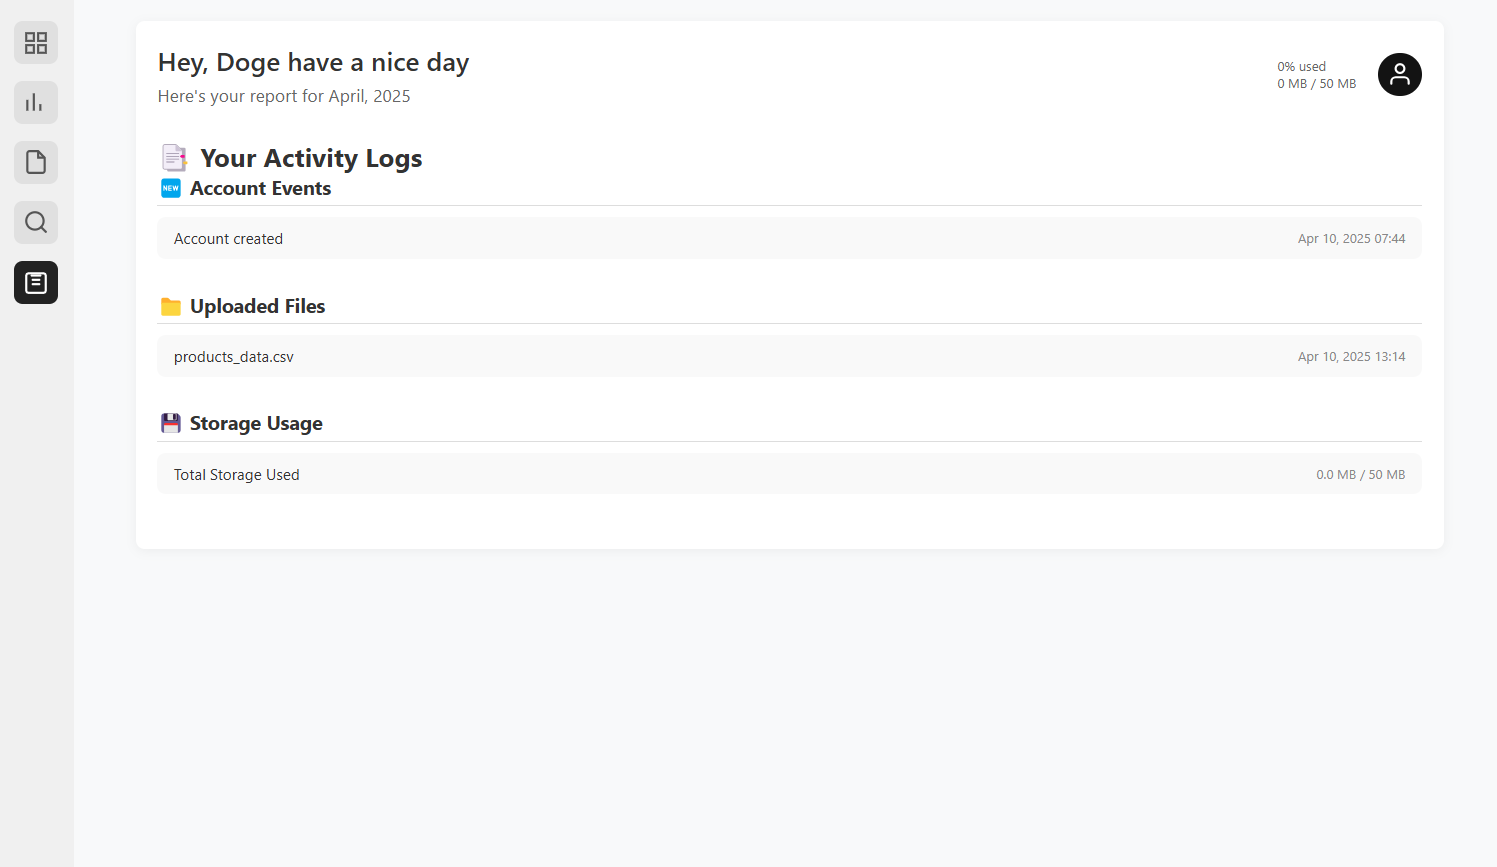 Hey, Doge have a nice day
Here's your report for April, 2025
0% used
0 MB / 50 MB
Your Activity Logs
NEW Account Events
Account created Apr 10, 2025 07:44
Uploaded Files
products_data.csv Apr 10, 2025 13:14
Storage Usage
Total Storage Used 0.0 MB / 50 MB